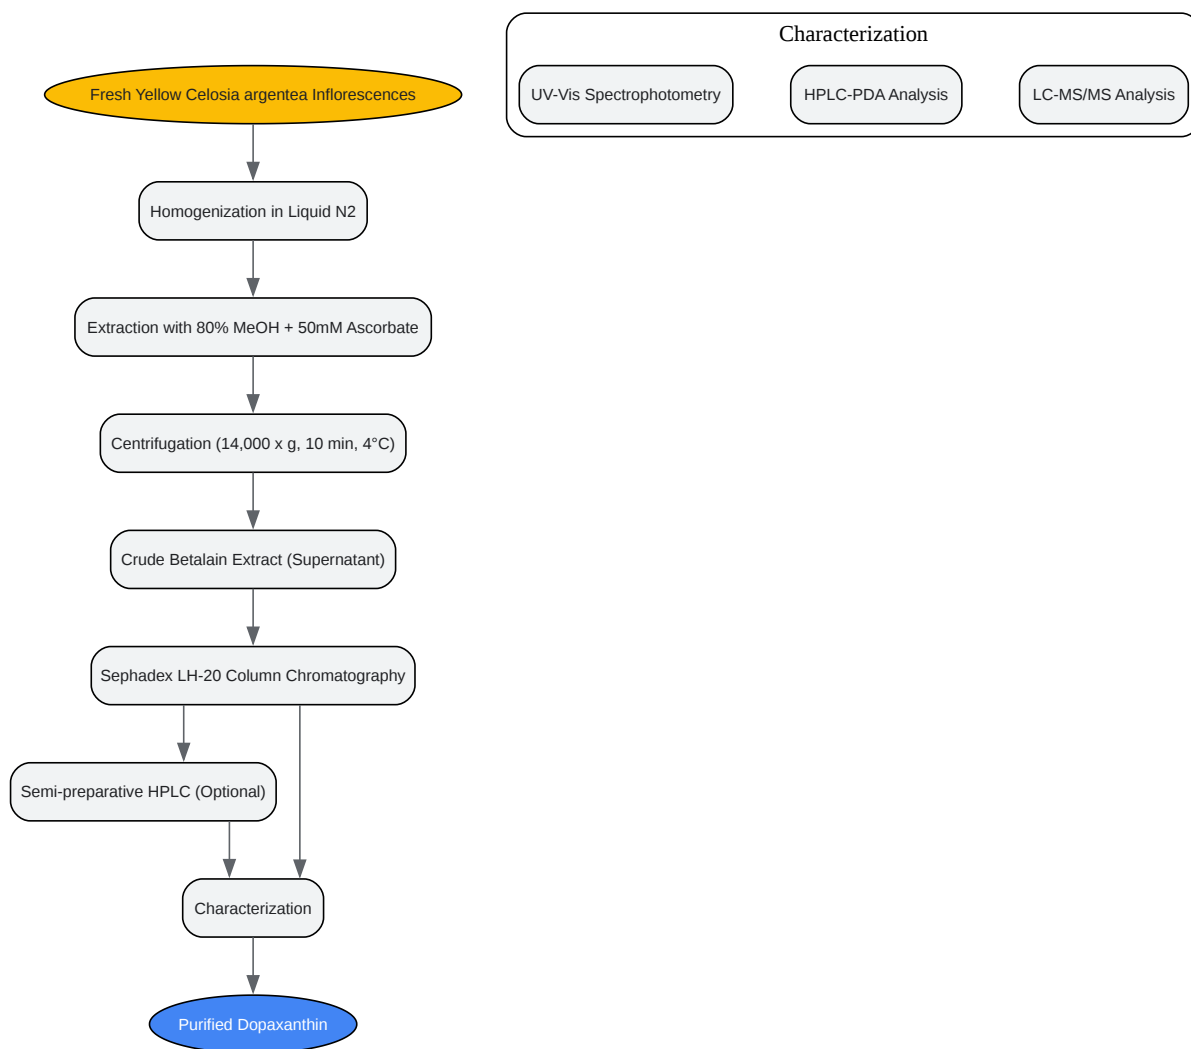 Characterization
UV-Vis Spectrophotometry
HPLC-PDA Analysis
LC-MS/MS Analysis
Fresh Yellow Celosia argentea Inflorescences
Homogenization in Liquid N2
Extraction with 80% MeOH + 50mM Ascorbate
Centrifugation (14,000 x g, 10 min, 4°C)
Crude Betalain Extract (Supernatant)
Sephadex LH-20 Column Chromatography
Semi-preparative HPLC (Optional)
Characterization
Purified Dopaxanthin